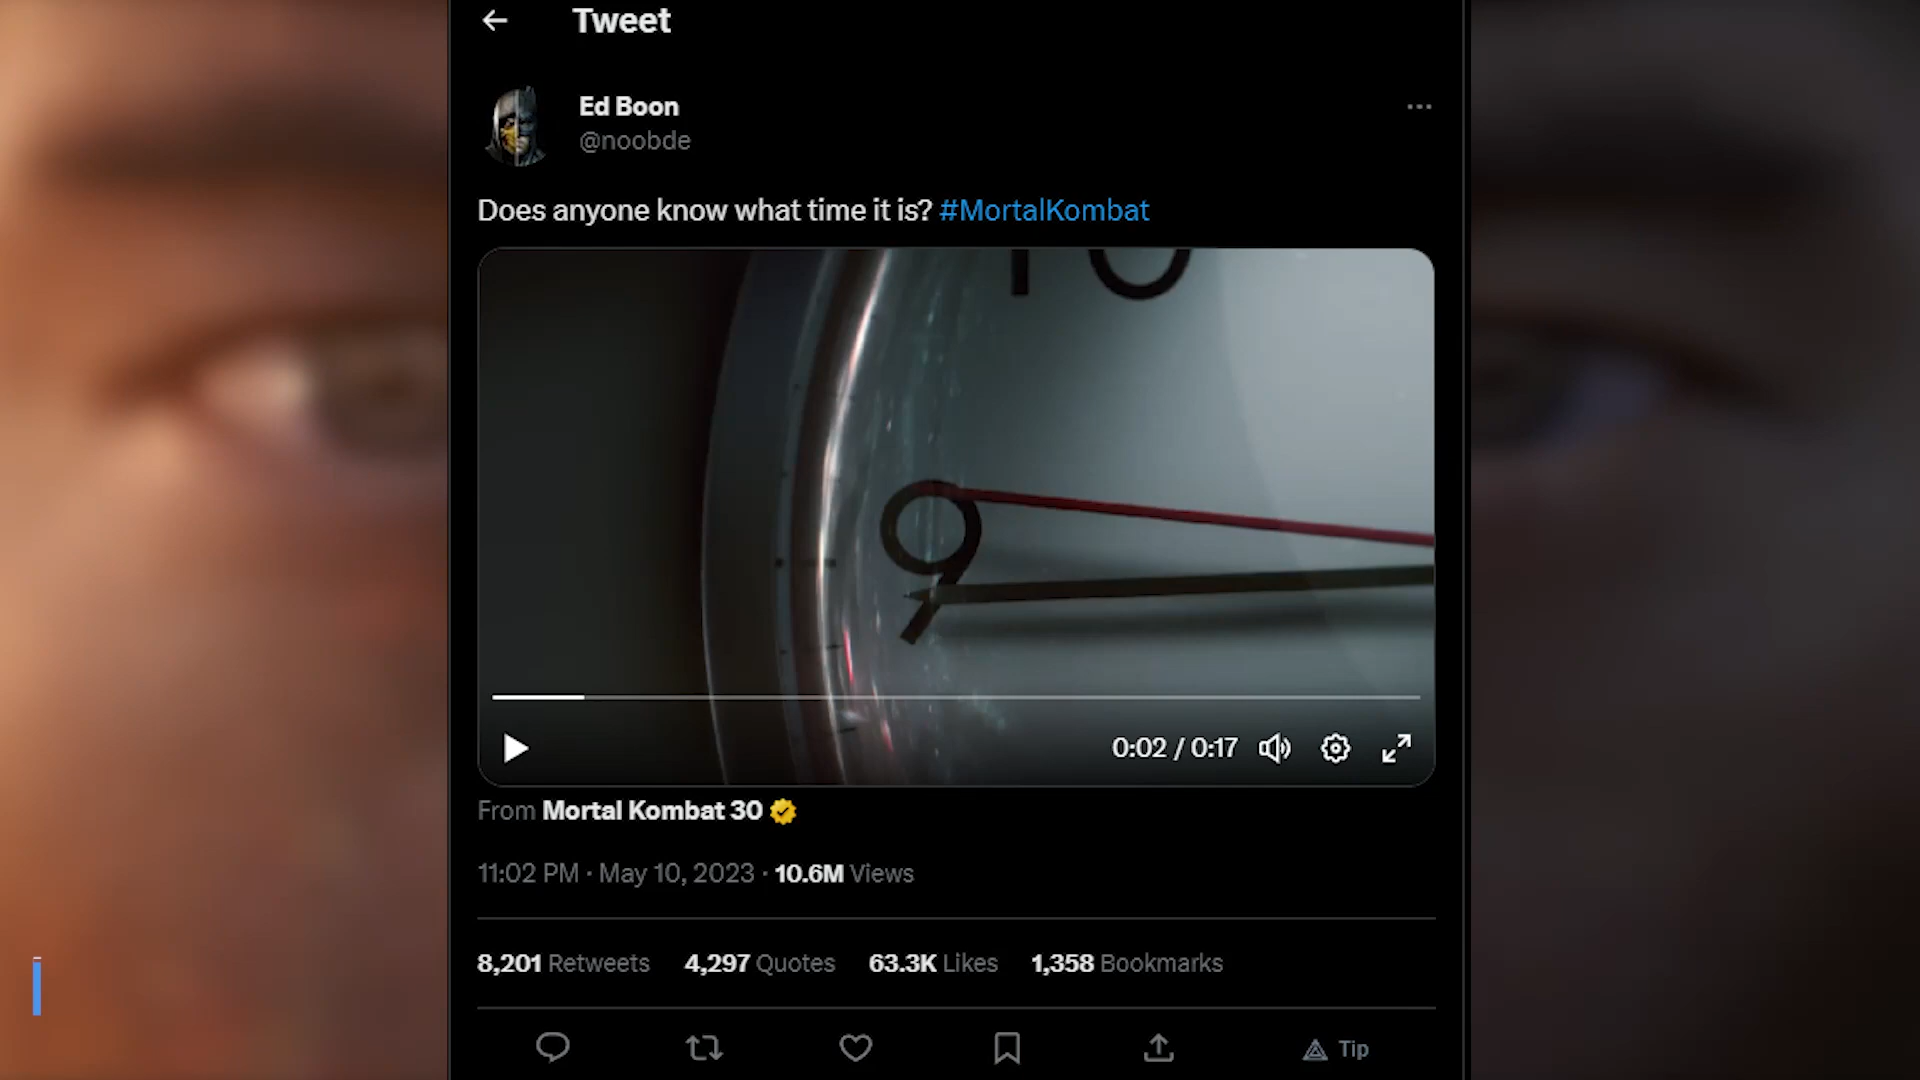 Tweet
Ed Boon
@noobde
Does anyone know what time it is? #MortalKombat
10
9
0:02 / 0:17
From Mortal Kombat 30
11:02 PM · May 10, 2023 · 10.6M Views
8,201 Retweets 4,297 Quotes 63.3K Likes 1,358 Bookmarks
Tip